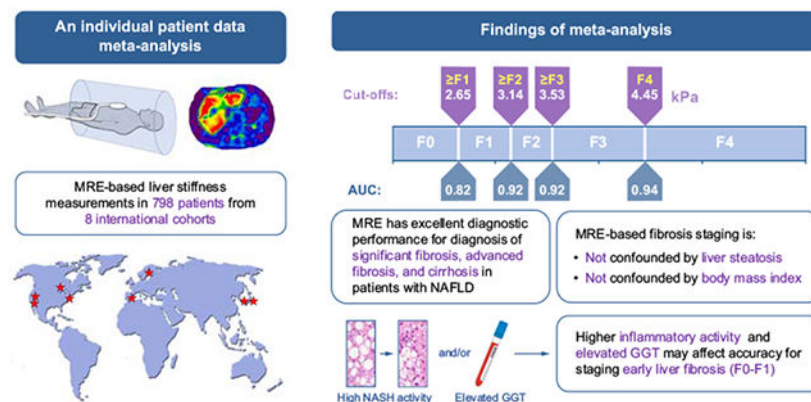 An individual patient data
meta-analysis
MRE-based liver stiffness
measurements in 798 patients from
8 international cohorts
Findings of meta-analysis
Cut-offs:
≥F1
2.65
≥F2
3.14
≥F3
3.53
F4
4.45
kPa
F0
F1
F2
F3
F4
AUC:
0.82
0.92
0.92
0.94
MRE has excellent diagnostic
performance for diagnosis of
significant fibrosis, advanced
fibrosis, and cirrhosis in
patients with NAFLD
MRE-based fibrosis staging is:
• Not confounded by liver steatosis
• Not confounded by body mass index
and/or
High NASH activity
Elevated GGT
Higher inflammatory activity and
elevated GGT may affect accuracy for
staging early liver fibrosis (F0-F1)